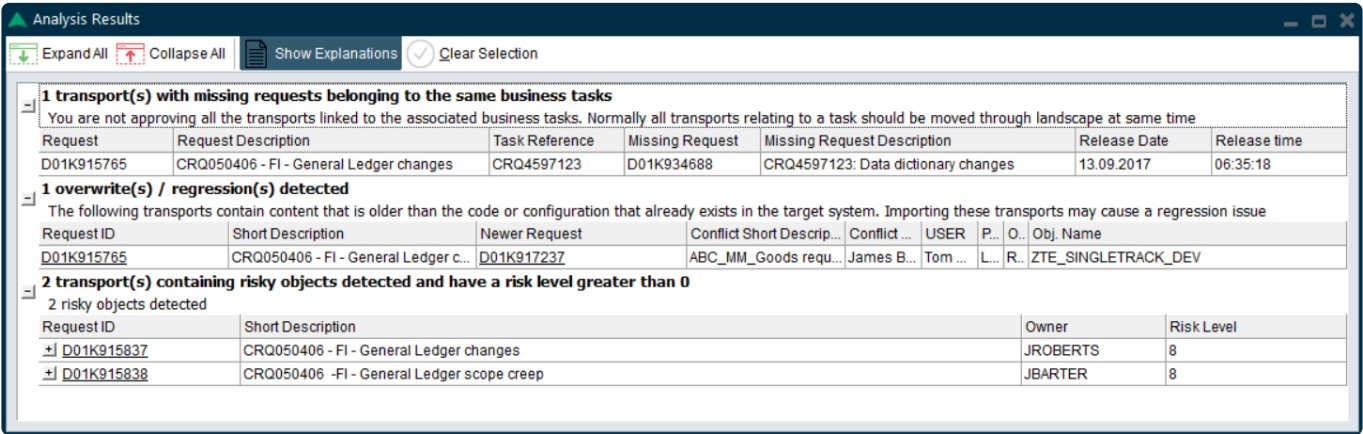 Analysis Results
Expand All Collapse All Show Explanations Clear Selection
1 transport(s) with missing requests belonging to the same business tasks
You are not approving all the transports linked to the associated business tasks. Normally all transports relating to a task should be moved through landscape at same time
Request Request Description Task Reference Missing Request Missing Request Description Release Date Release time
D01K915765 CRQ050406 - FI - General Ledger changes CRQ4597123 D01K934688 CRQ4597123: Data dictionary changes 13.09.2017 06:35:18
1 overwrite(s) / regression(s) detected
The following transports contain content that is older than the code or configuration that already exists in the target system. Importing these transports may cause a regression issue
Request ID Short Description Newer Request Conflict Short Descrip... Conflict ... USER P... O.. Obj. Name
D01K915765 CRQ050406 - FI - General Ledger c... D01K917237 ABC_MM_Goods requ... James B... Tom ... L... R... ZTE_SINGLETRACK_DEV
2 transport(s) containing risky objects detected and have a risk level greater than 0
2 risky objects detected
Request ID Short Description Owner Risk Level
D01K915837 CRQ050406 - FI - General Ledger changes JROBERTS 8
D01K915838 CRQ050406 -FI - General Ledger scope creep JBARTER 8